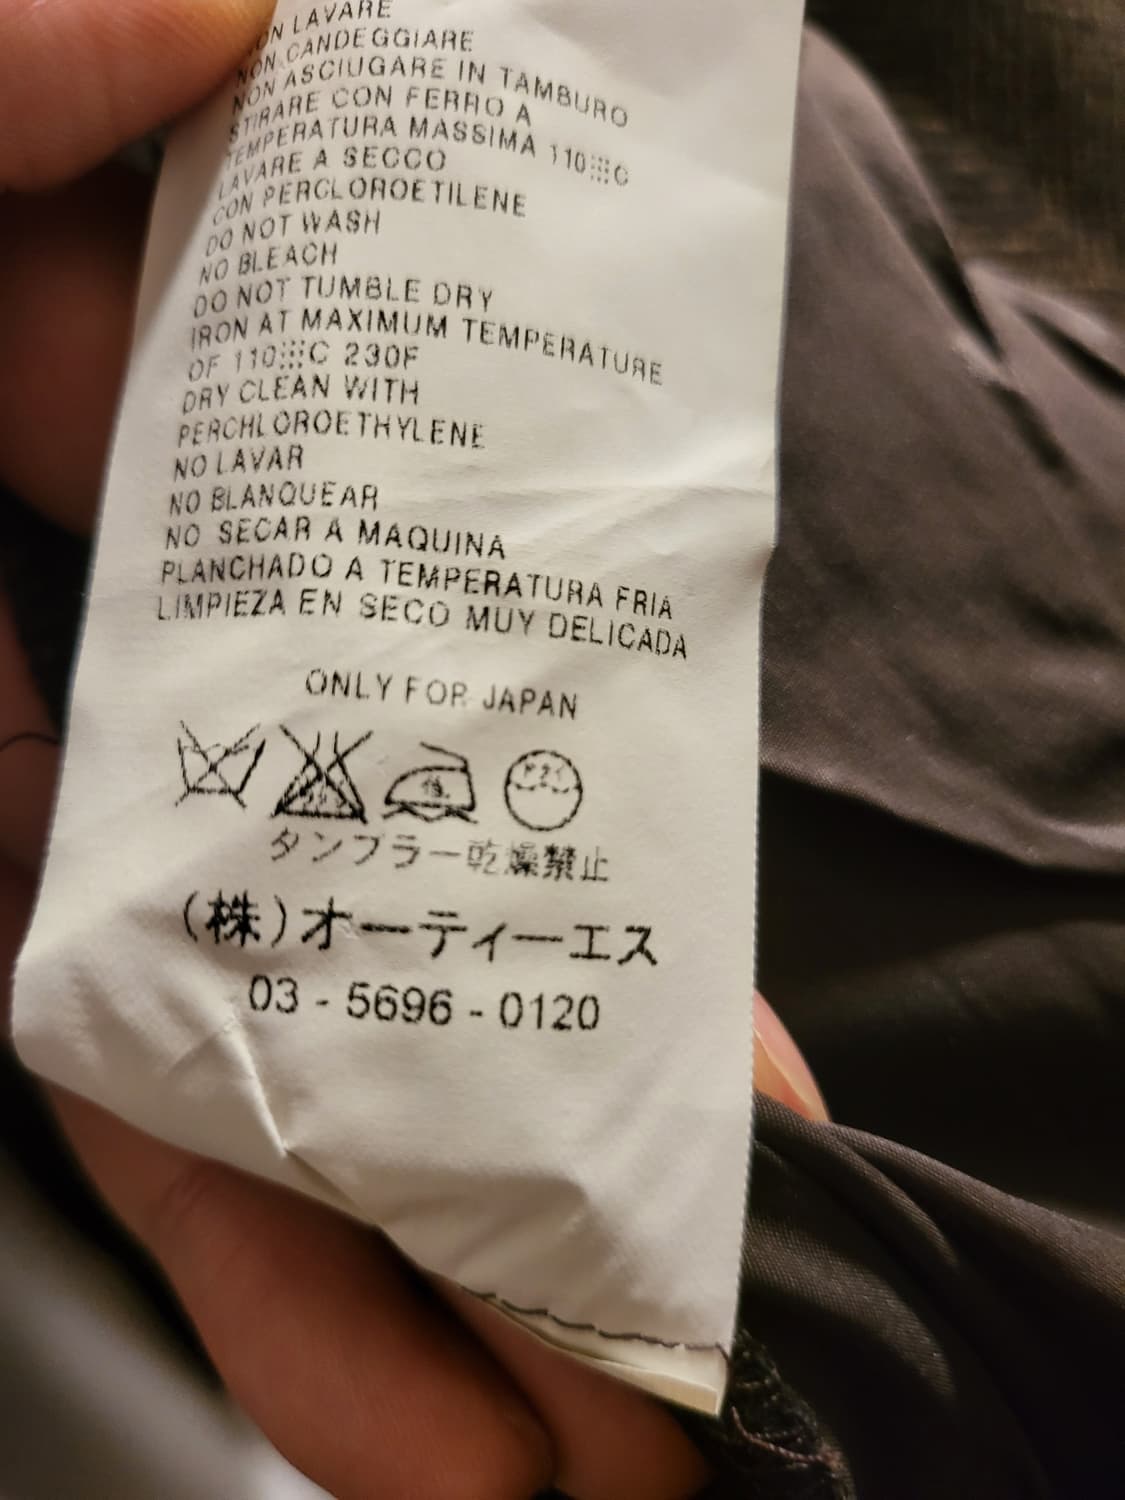 NON LAVARE
NON CANDEGGIARE
NON ASCIUGARE IN TAMBURO
STIRARE CON FERRO A
TEMPERATURA MASSIMA 110░C
LAVARE A SECCO
CON PERCLOROETILENE
DO NOT WASH
NO BLEACH
DO NOT TUMBLE DRY
IRON AT MAXIMUM TEMPERATURE
OF 110░C 230F
DRY CLEAN WITH
PERCHLOROETHYLENE
NO LAVAR
NO BLANQUEAR
NO SECAR A MAQUINA
PLANCHADO A TEMPERATURA FRIA
LIMPIEZA EN SECO MUY DELICADA
ONLY FOR JAPAN
低
タンブラー乾燥禁止
(株)オーティーエス
03 - 5696 - 0120